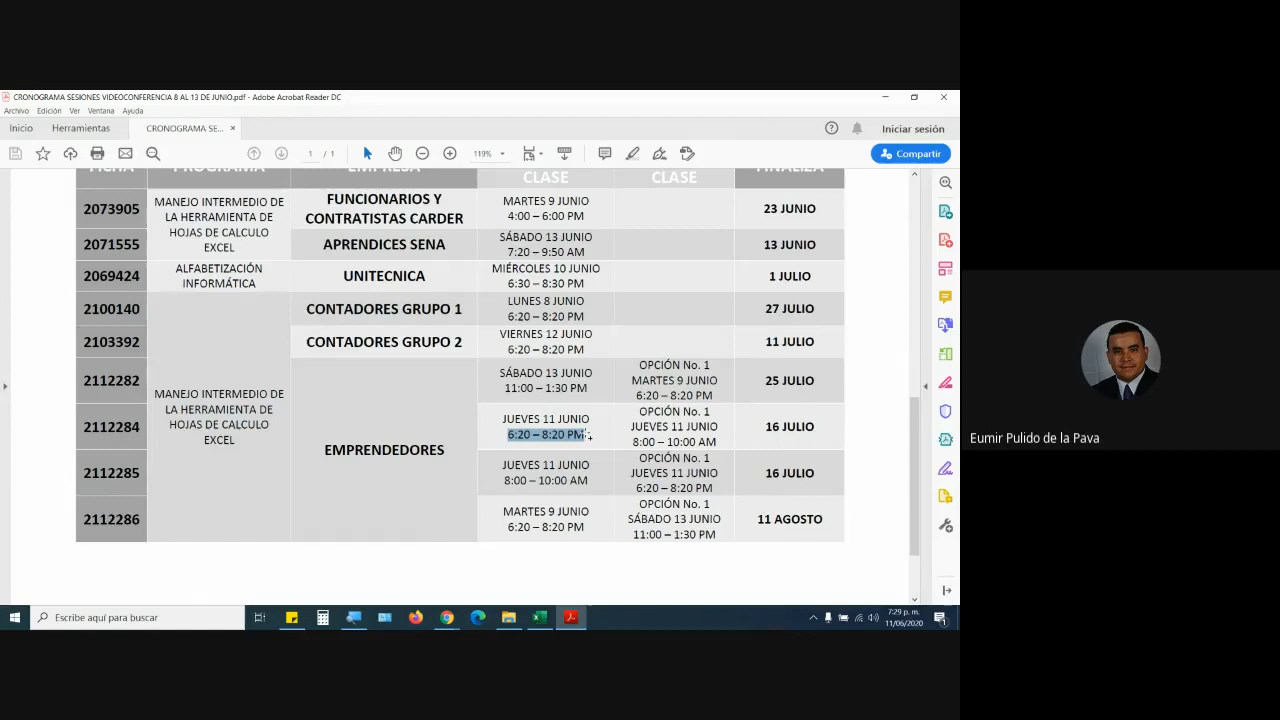 CRONOGRAMA SESIONES VIDEOCONFERENCIA 8 AL 13 DE JUNIO.pdf - Adobe Acrobat Reader DC
Archivo Edición Ver Ventana Ayuda
Inicio Herramientas CRONOGRAMA SE... × Iniciar sesión
1 / 1 119% Compartir
FICHA PROGRAMA EMPRESA CLASE CLASE FINALIZA
2073905
MANEJO INTERMEDIO DE
LA HERRAMIENTA DE
HOJAS DE CALCULO
EXCEL
FUNCIONARIOS Y
CONTRATISTAS CARDER
MARTES 9 JUNIO
4:00 – 6:00 PM
23 JUNIO
2071555
APRENDICES SENA
SÁBADO 13 JUNIO
7:20 – 9:50 AM
13 JUNIO
2069424
ALFABETIZACIÓN
INFORMÁTICA
UNITECNICA
MIÉRCOLES 10 JUNIO
6:30 – 8:30 PM
1 JULIO
2100140
MANEJO INTERMEDIO DE
LA HERRAMIENTA DE
HOJAS DE CALCULO
EXCEL
CONTADORES GRUPO 1
LUNES 8 JUNIO
6:20 – 8:20 PM
27 JULIO
2103392
CONTADORES GRUPO 2
VIERNES 12 JUNIO
6:20 – 8:20 PM
11 JULIO
2112282
EMPRENDEDORES
SÁBADO 13 JUNIO
11:00 – 1:30 PM
OPCIÓN No. 1
MARTES 9 JUNIO
6:20 – 8:20 PM
25 JULIO
2112284
JUEVES 11 JUNIO
6:20 – 8:20 PM
OPCIÓN No. 1
JUEVES 11 JUNIO
8:00 – 10:00 AM
16 JULIO
2112285
JUEVES 11 JUNIO
8:00 – 10:00 AM
OPCIÓN No. 1
JUEVES 11 JUNIO
6:20 – 8:20 PM
16 JULIO
2112286
MARTES 9 JUNIO
6:20 – 8:20 PM
OPCIÓN No. 1
SÁBADO 13 JUNIO
11:00 – 1:30 PM
11 AGOSTO
Eumir Pulido de la Pava
Escribe aquí para buscar
7:29 p. m.
11/06/2020